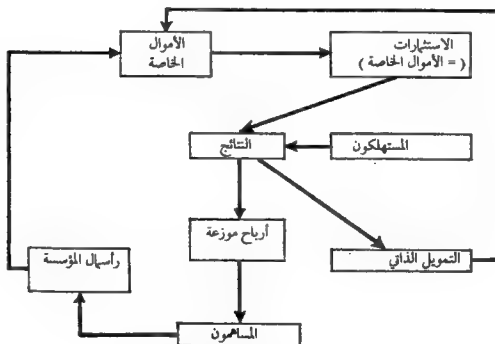 الأموال
الخاصة
الاستثمارات
( = الأموال الخاصة )
النتائج
المستهلكون
أرباح موزعة
رأسمال المؤسسة
التمويل الذاتي
المساهمون